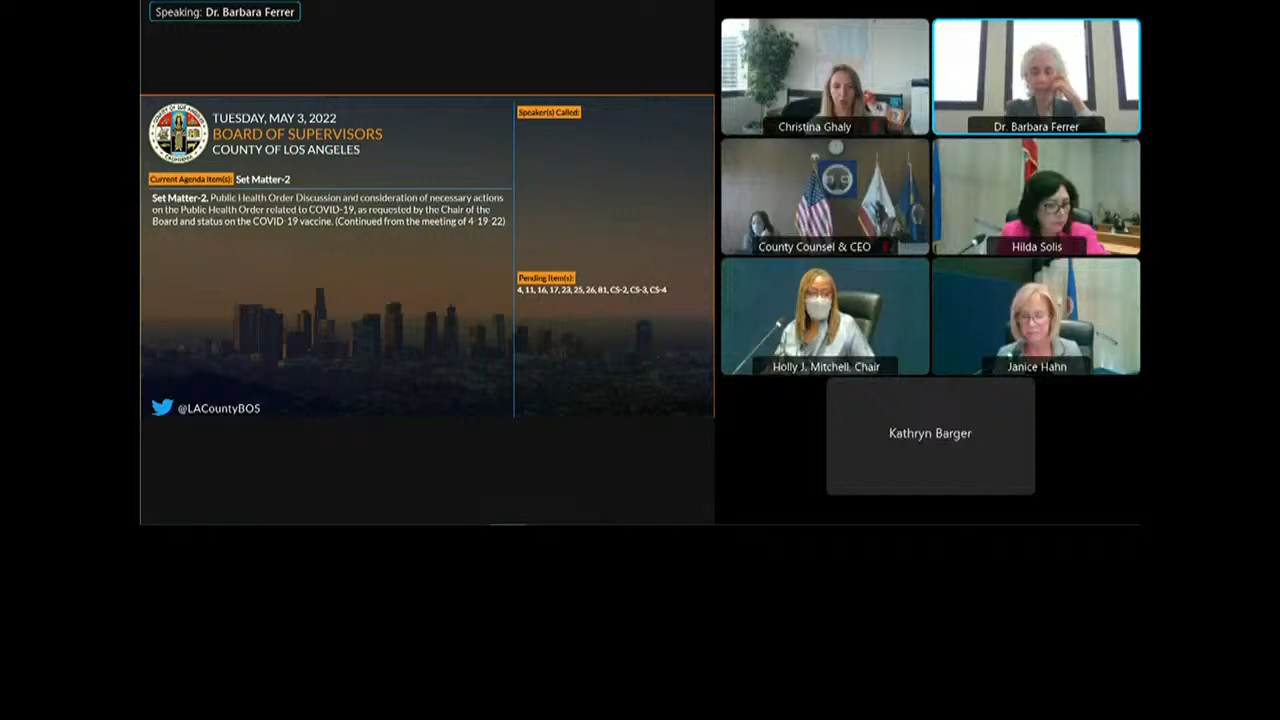 Speaking: Dr. Barbara Ferrer
TUESDAY, MAY 3, 2022
BOARD OF SUPERVISORS
COUNTY OF LOS ANGELES
Current Agenda Item(s): Set Matter-2
Set Matter-2. Public Health Order Discussion and consideration of necessary actions
on the Public Health Order related to COVID-19, as requested by the Chair of the
Board and status on the COVID-19 vaccine. (Continued from the meeting of 4-19-22)
@LACountyBOS
Speaker(s) Called:
Pending Item(s):
4, 11, 16, 17, 23, 25, 26, 81, CS-2, CS-3, CS-4
Christina Ghaly
Dr. Barbara Ferrer
County Counsel & CEO
Hilda Solis
Holly J. Mitchell, Chair
Janice Hahn
Kathryn Barger